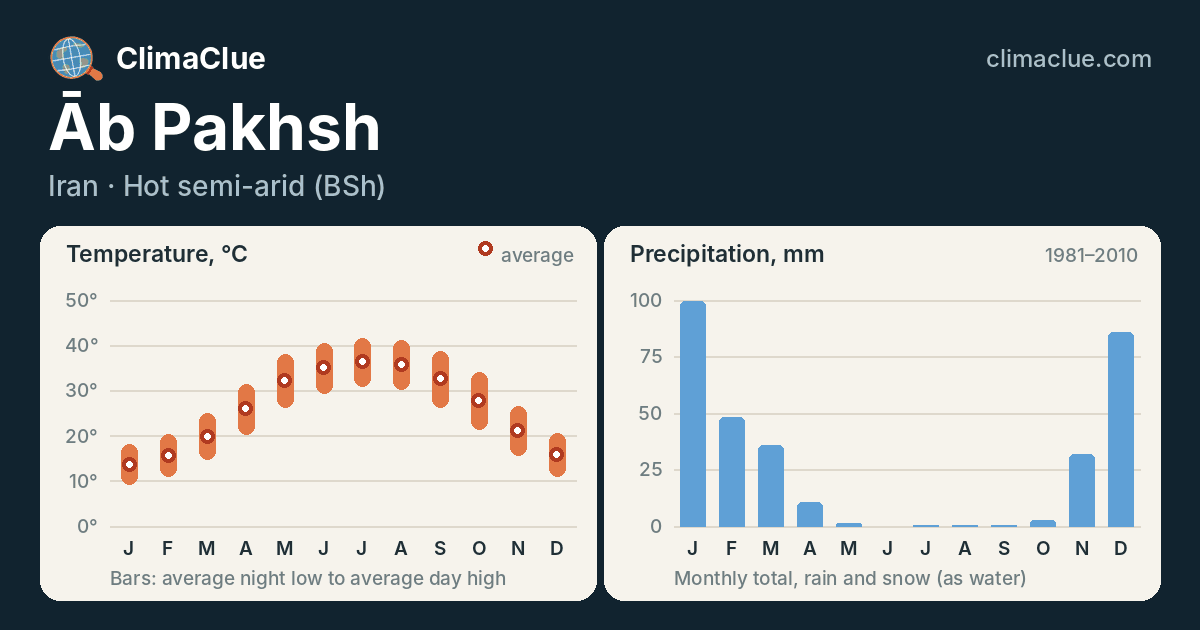 ClimaClue
climaclue.com
Āb Pakhsh
Iran · Hot semi-arid (BSh)
Temperature, °C
average
50°
40°
30°
20°
10°
0°
J F M A M J J A S O N D
Bars: average night low to average day high
Precipitation, mm
1981–2010
100
75
50
25
0
J F M A M J J A S O N D
Monthly total, rain and snow (as water)